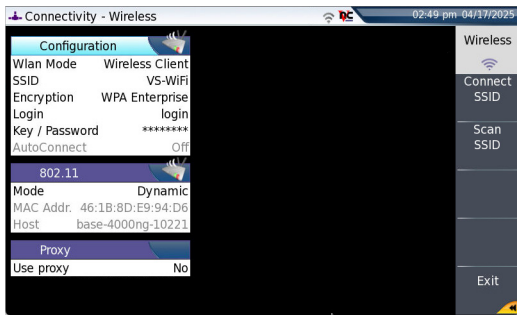 Connectivity - Wireless
02:49 pm 04/17/2025
Configuration
Wlan Mode Wireless Client
SSID VS-WiFi
Encryption WPA Enterprise
Login login
Key / Password ********
AutoConnect Off
802.11
Mode Dynamic
MAC Addr. 46:1B:8D:E9:94:D6
Host base-4000ng-10221
Proxy
Use proxy No
Wireless
Connect
SSID
Scan
SSID
Exit